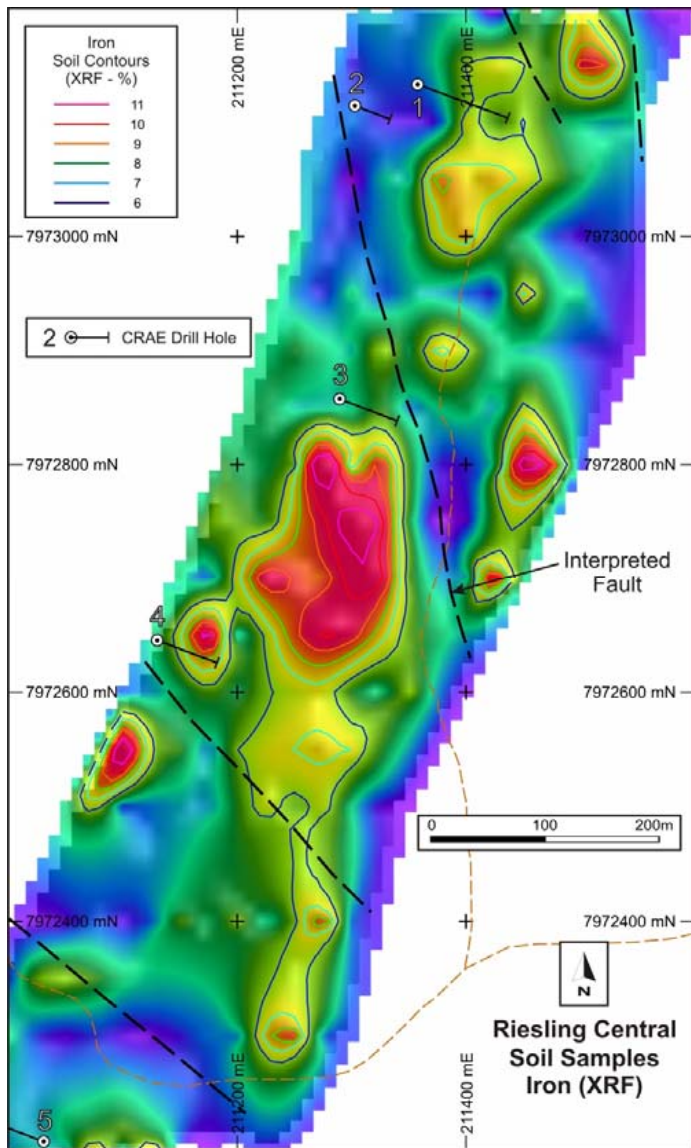 Iron
Soil Contours
(XRF - %)
11
10
9
8
7
6
211200 mE
211400 mE
2
1
7973000 mN
7973000 mN
2 CRAE Drill Hole
3
7972800 mN
7972800 mN
Interpreted
Fault
4
7972600 mN
7972600 mN
0 100 200m
7972400 mN
7972400 mN
N
Riesling Central
Soil Samples
Iron (XRF)
211200 mE
211400 mE
5